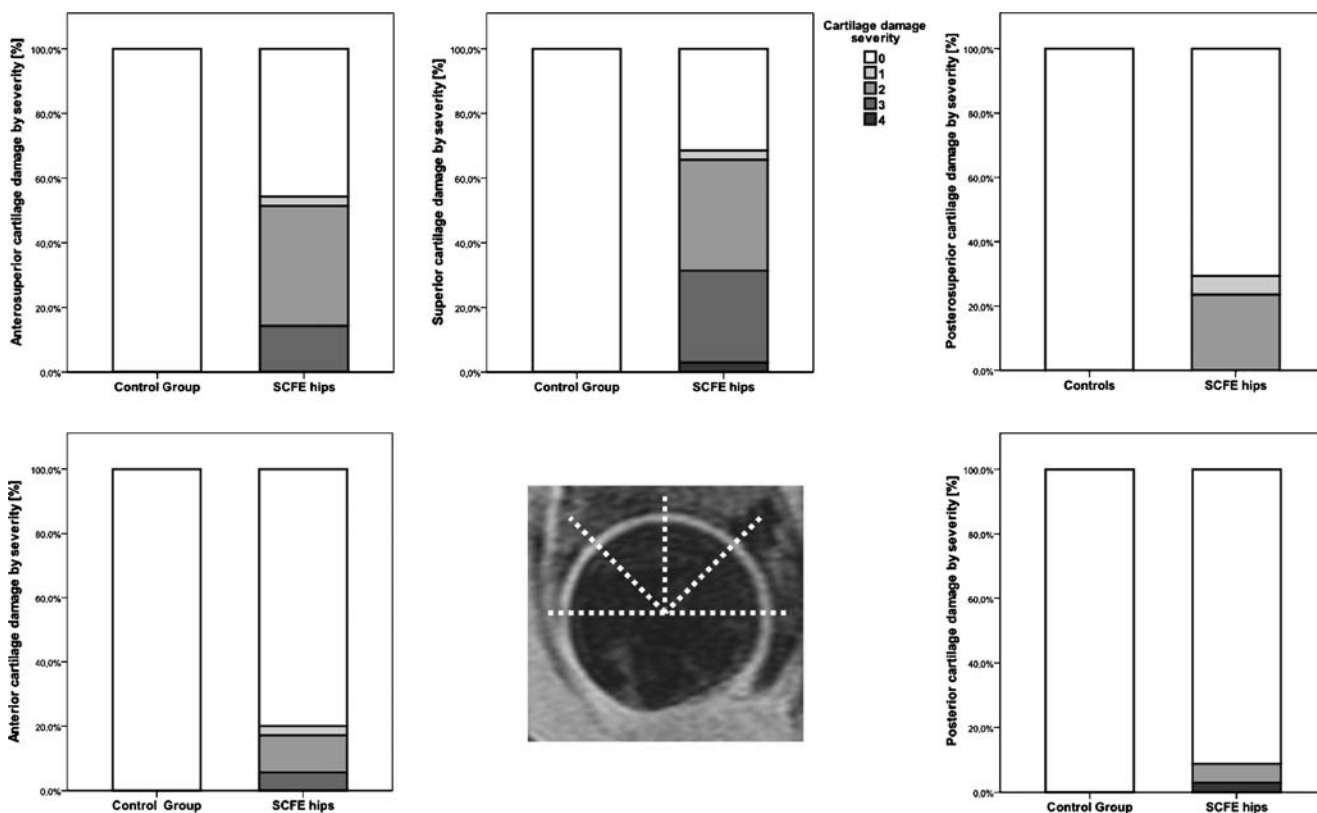 Anterosuperior cartilage damage by severity [%]
100,0%
80,0%
60,0%
40,0%
20,0%
0,0%
Control Group
SCFE hips
Superior cartilage damage by severity [%]
100,0%
80,0%
60,0%
40,0%
20,0%
0,0%
Control Group
SCFE hips
Cartilage damage
severity
0
1
2
3
4
Posterosuperior cartilage damage by severity [%]
100,0%
80,0%
60,0%
40,0%
20,0%
0,0%
Controls
SCFE hips
Anterior cartilage damage by severity [%]
100,0%
80,0%
60,0%
40,0%
20,0%
0,0%
Control Group
SCFE hips
Posterior cartilage damage by severity [%]
100,0%
80,0%
60,0%
40,0%
20,0%
0,0%
Control Group
SCFE hips